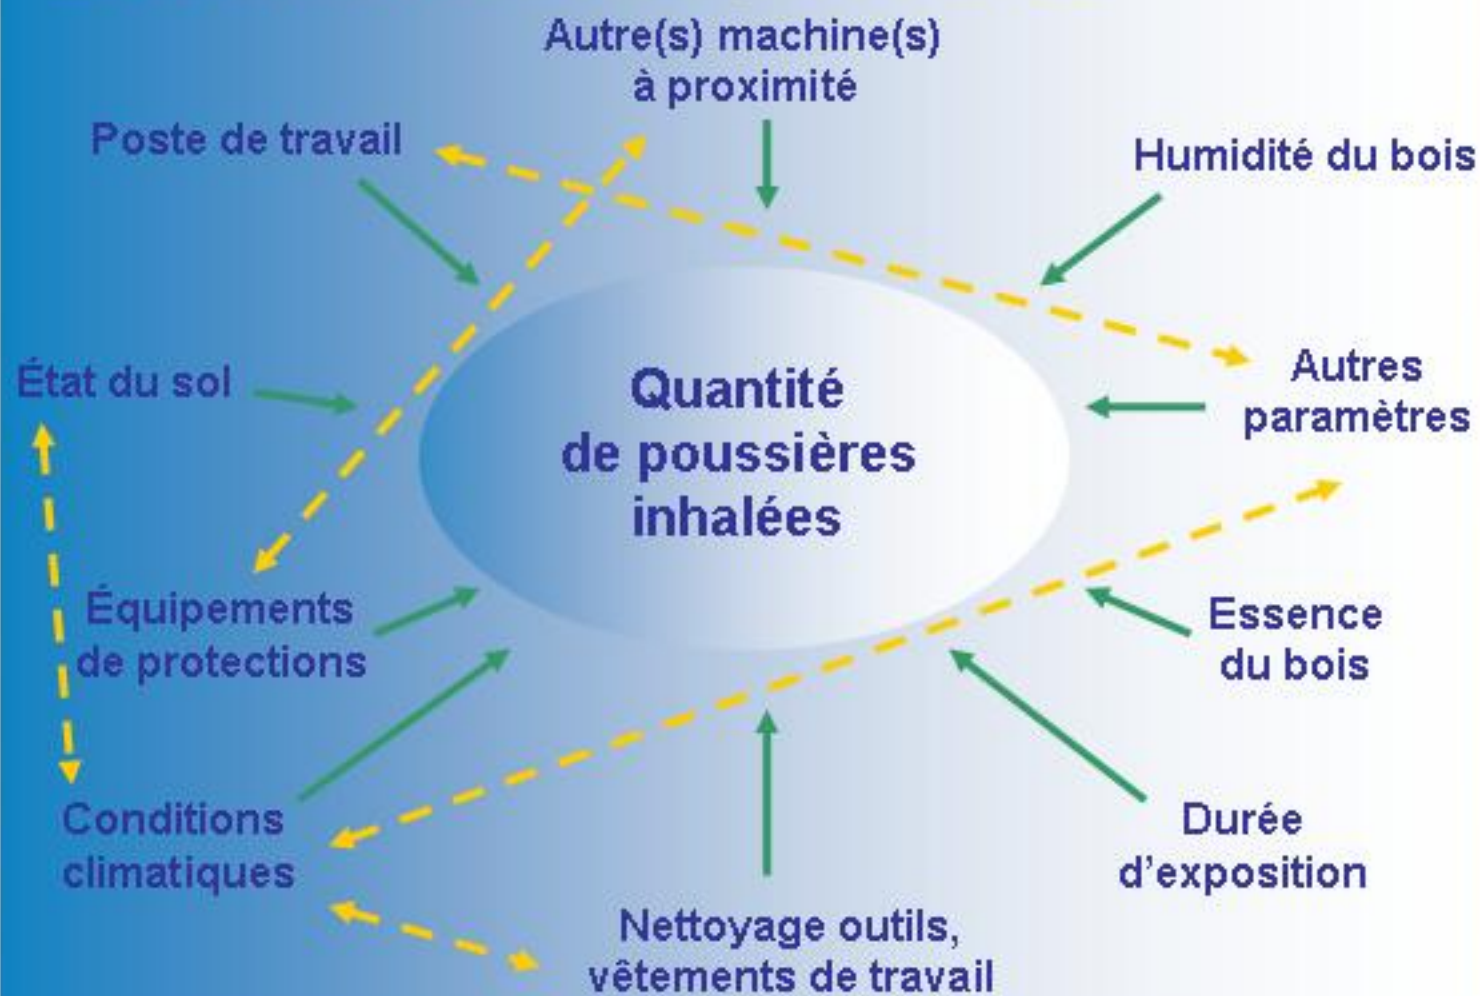 Autre(s) machine(s)
à proximité
Poste de travail
Humidité du bois
État du sol
Quantité
de poussières
inhalées
Autres
paramètres
Équipements
de protections
Essence
du bois
Conditions
climatiques
Durée
d'exposition
Nettoyage outils,
vêtements de travail